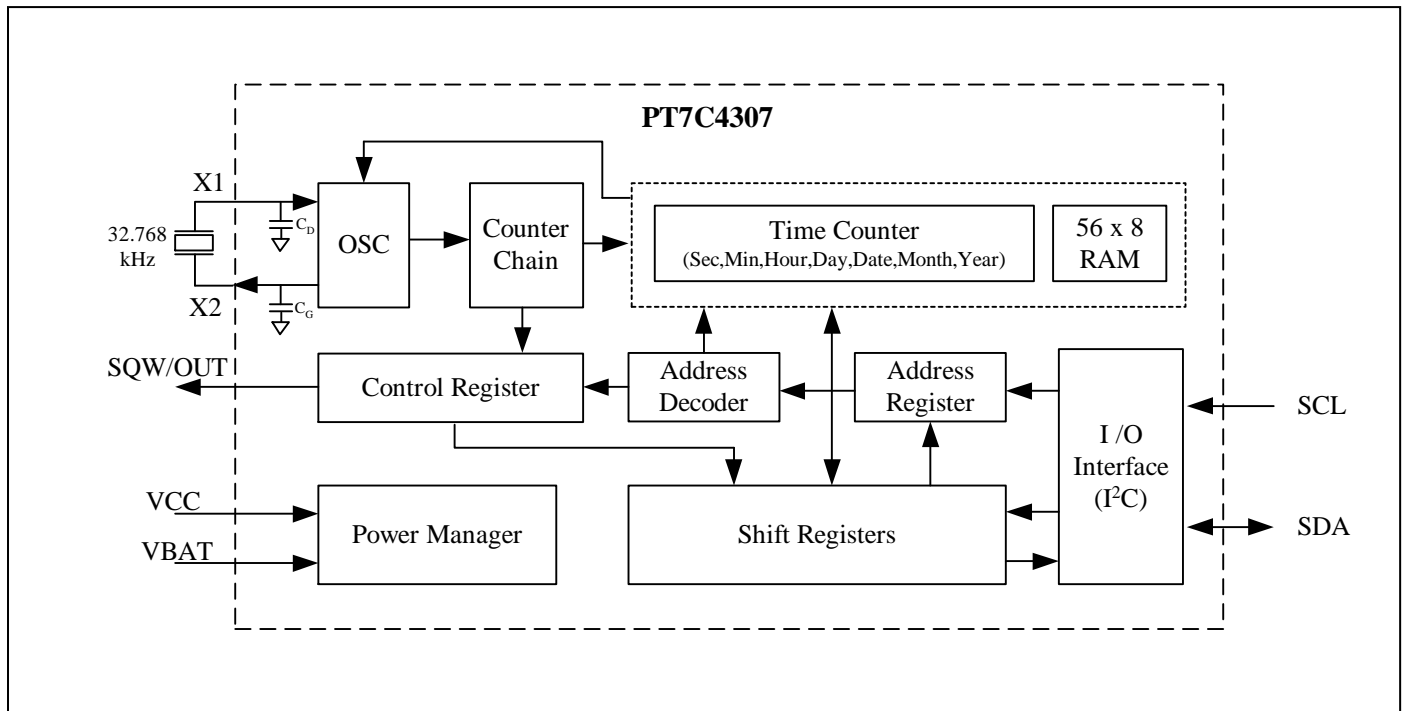 PT7C4307
X1
32.768
kHz
X2
C_D
C_G
OSC
Counter
Chain
Time Counter
(Sec,Min,Hour,Day,Date,Month,Year)
56 x 8
RAM
SQW/OUT
Control Register
Address
Decoder
Address
Register
I /O
Interface
(I²C)
SCL
SDA
VCC
VBAT
Power Manager
Shift Registers